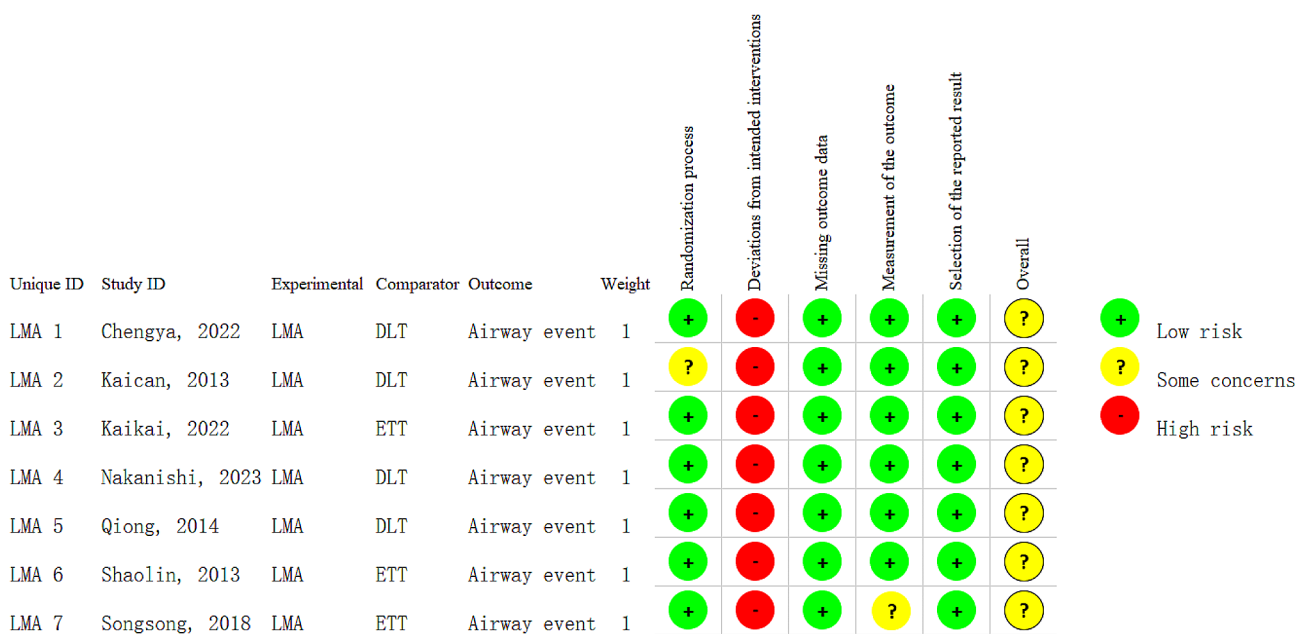 Randomization process
Deviations from intended interventions
Missing outcome data
Measurement of the outcome
Selection of the reported result
Overall
Unique ID Study ID Experimental Comparator Outcome Weight
LMA 1 Chengya, 2022 LMA DLT Airway event 1 + - + + + ?
LMA 2 Kaican, 2013 LMA DLT Airway event 1 ? - + + + ?
LMA 3 Kaikai, 2022 LMA ETT Airway event 1 + - + + + ?
LMA 4 Nakanishi, 2023 LMA DLT Airway event 1 + - + + + ?
LMA 5 Qiong, 2014 LMA DLT Airway event 1 + - + + + ?
LMA 6 Shaolin, 2013 LMA ETT Airway event 1 + - + + + ?
LMA 7 Songsong, 2018 LMA ETT Airway event 1 + - + ? + ?
+ Low risk
? Some concerns
- High risk